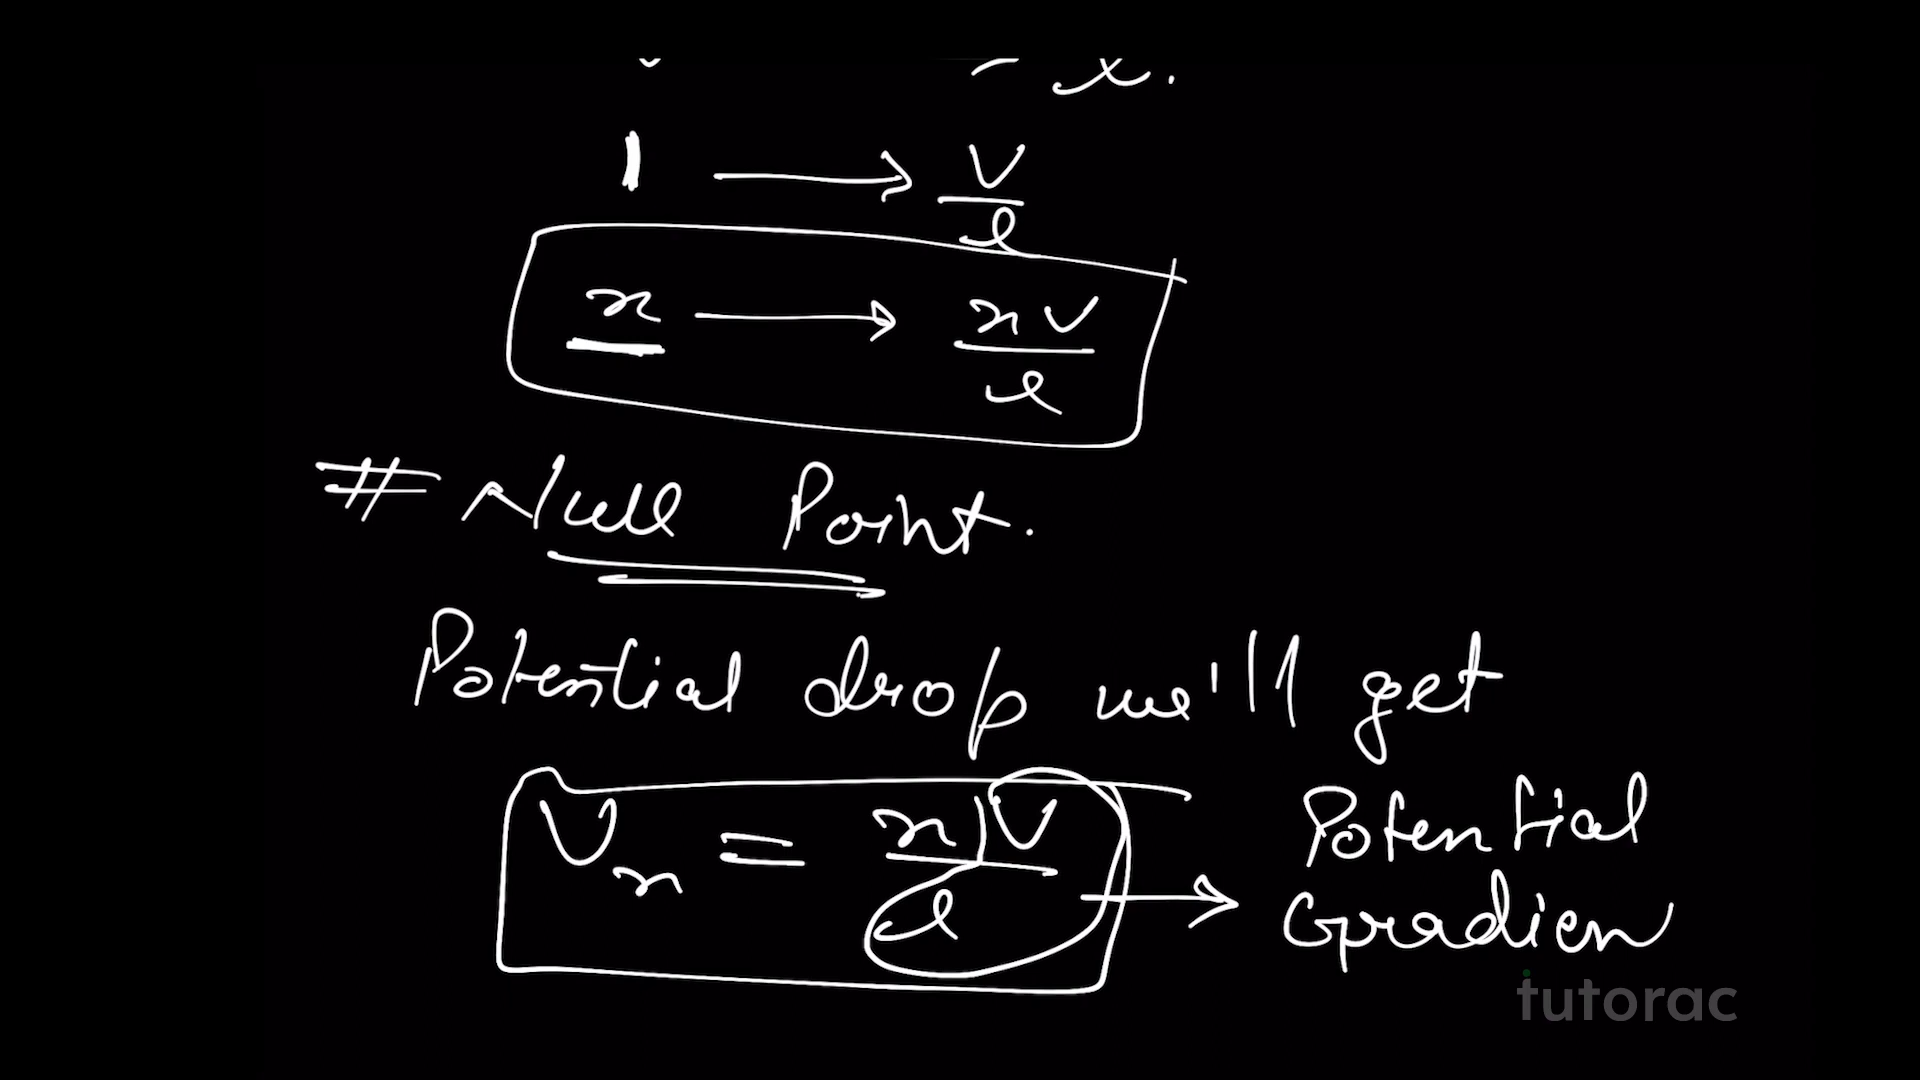 l.
1 → V/l
x → xV/l
# Null Point.
Potential drop we'll get
Vx = xV/l → Potential
Gradien
tutorac